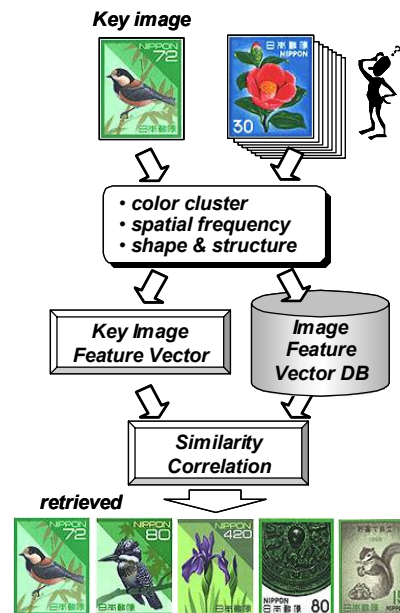 Key image
NIPPON
72
日本郵便
日本郵便
NIPPON
30
?
• color cluster
• spatial frequency
• shape & structure
Key Image
Feature Vector
Image
Feature
Vector DB
Similarity
Correlation
retrieved
NIPPON
72
日本郵便
NIPPON
80
日本郵便
NIPPON
420
日本郵便
NIPPON
日本郵便
80